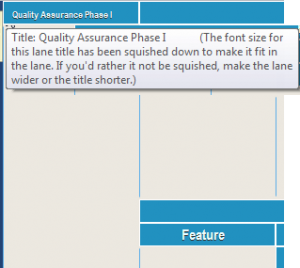 Quality Assurance Phase I
Title: Quality Assurance Phase I (The font size for
this lane title has been squished down to make it fit in
the lane. If you'd rather it not be squished, make the lane
wider or the title shorter.)
Feature